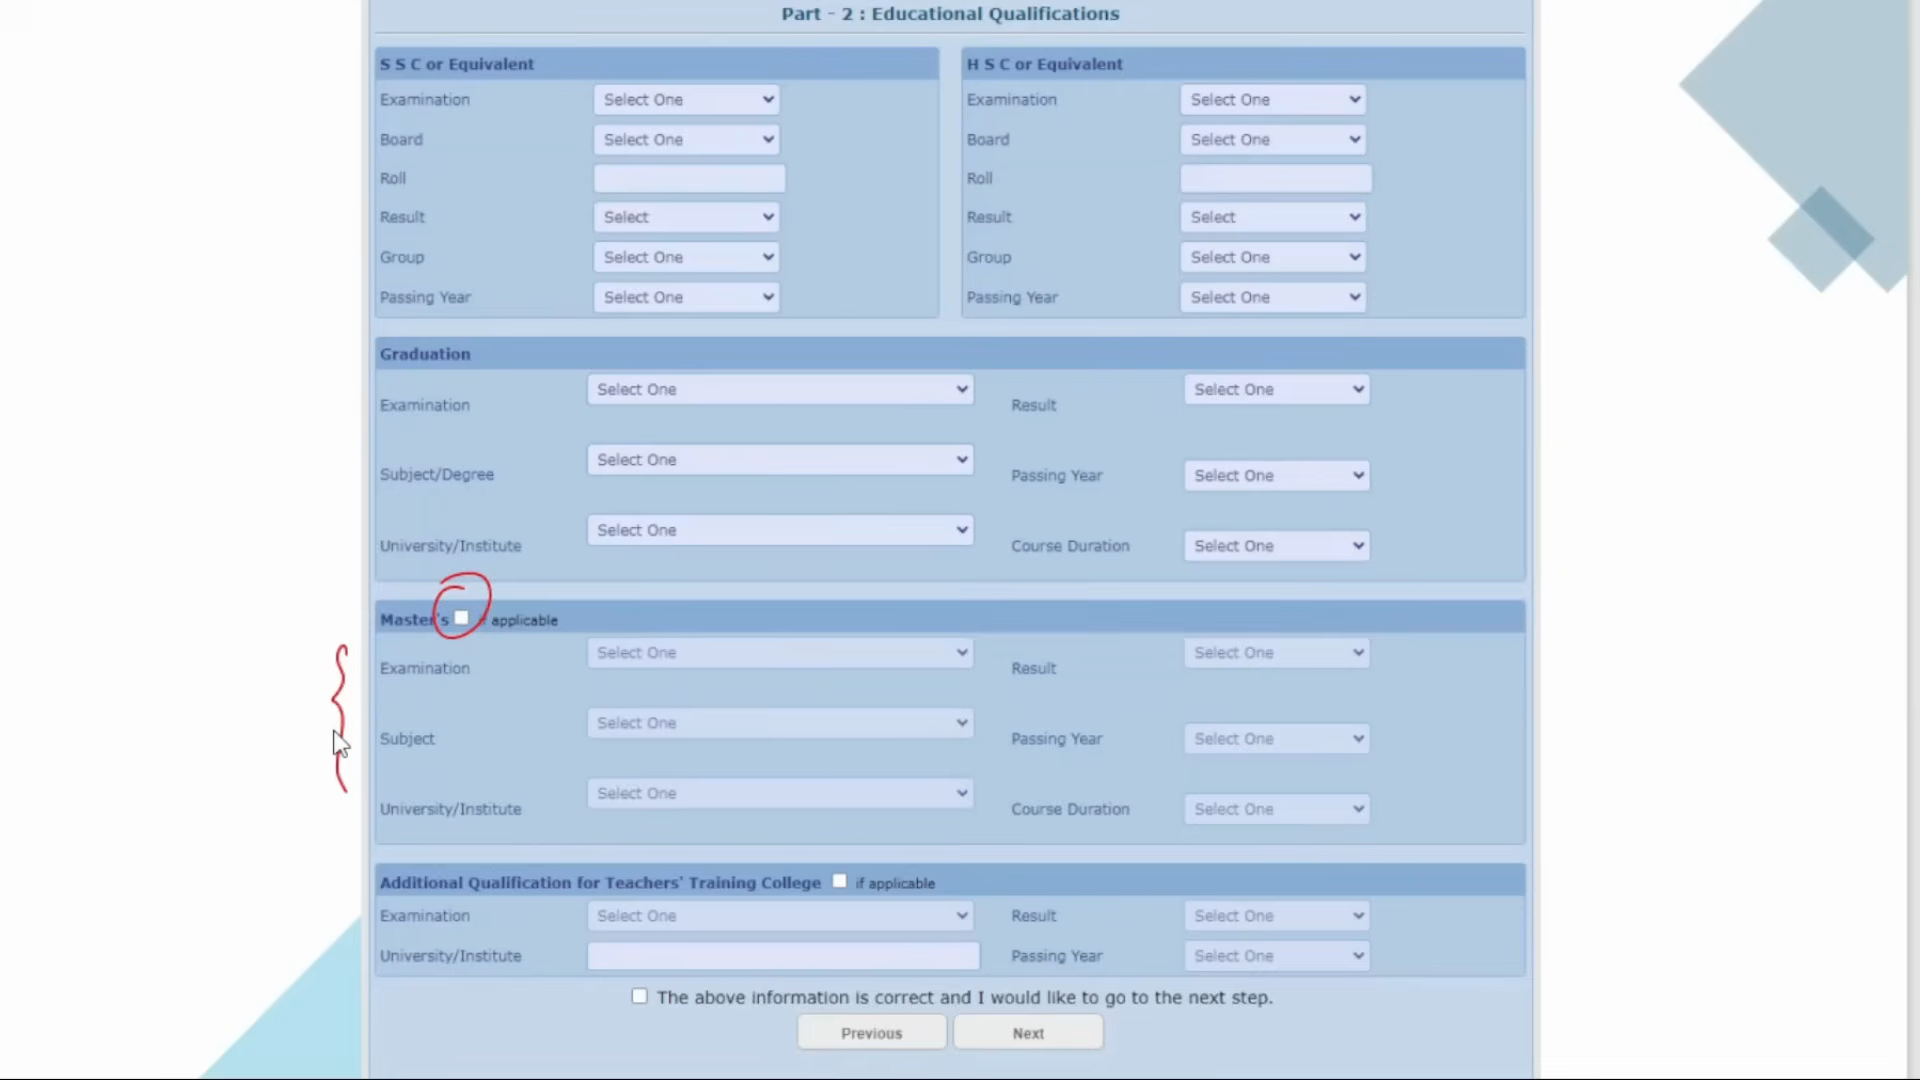 Part - 2 : Educational Qualifications
S S C or Equivalent
Examination Select One
Board Select One
Roll
Result Select
Group Select One
Passing Year Select One
H S C or Equivalent
Examination Select One
Board Select One
Roll
Result Select
Group Select One
Passing Year Select One
Graduation
Examination Select One Result Select One
Subject/Degree Select One Passing Year Select One
University/Institute Select One Course Duration Select One
Master's if applicable
Examination Select One Result Select One
Subject Select One Passing Year Select One
University/Institute Select One Course Duration Select One
Additional Qualification for Teachers' Training College if applicable
Examination Select One Result Select One
University/Institute Passing Year Select One
The above information is correct and I would like to go to the next step.
Previous Next